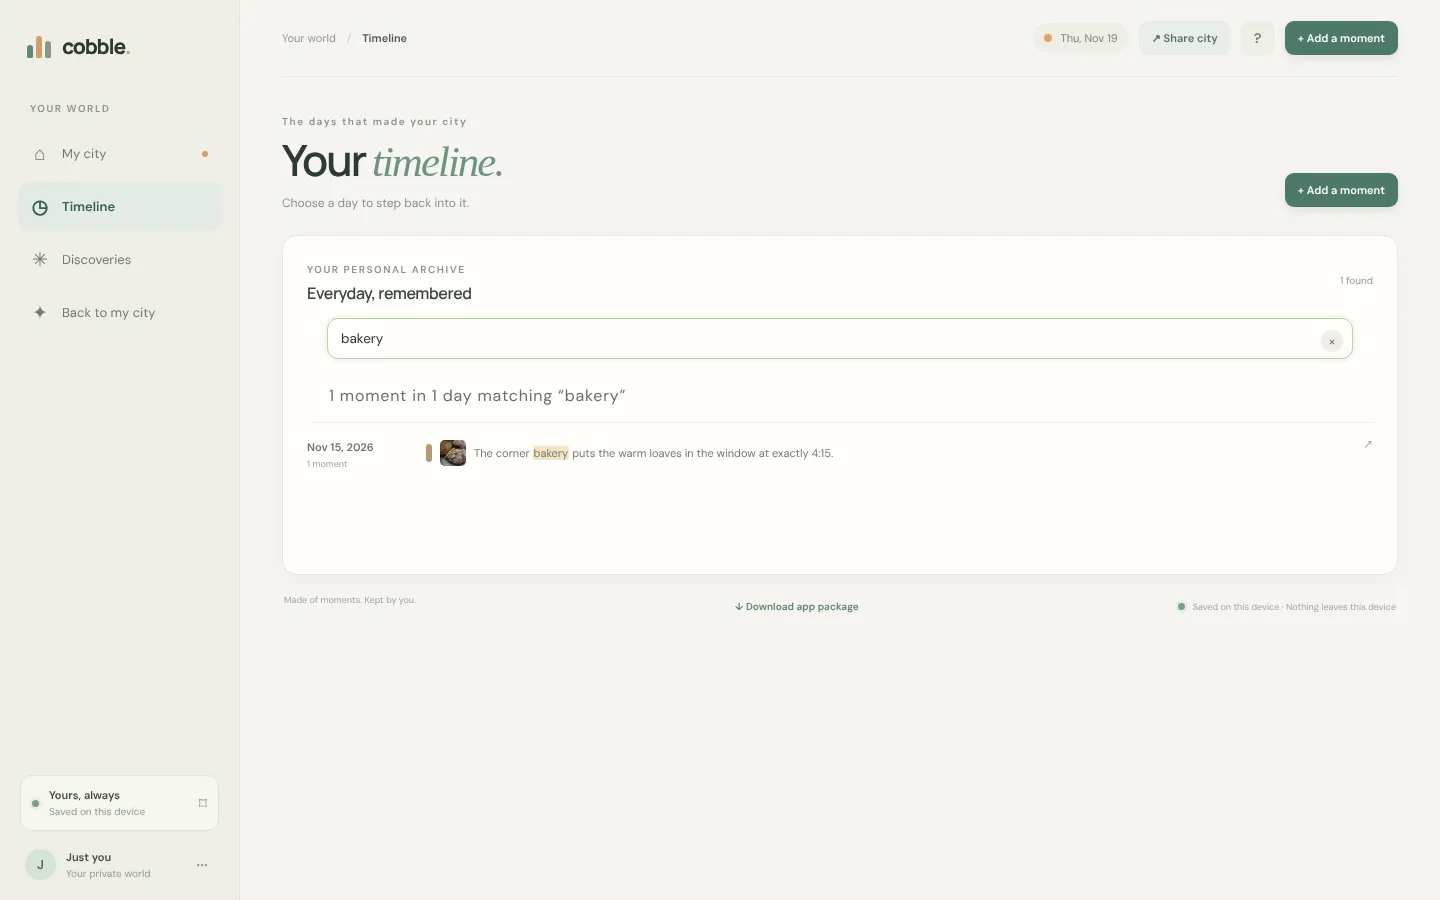 cobble.
YOUR WORLD
My city
Timeline
Discoveries
Back to my city
Yours, always
Saved on this device
J
Just you
Your private world
Your world / Timeline
Thu, Nov 19
↗ Share city
?
+ Add a moment
The days that made your city
Your timeline.
Choose a day to step back into it.
+ Add a moment
YOUR PERSONAL ARCHIVE
Everyday, remembered
1 found
bakery
×
1 moment in 1 day matching “bakery”
Nov 15, 2026
1 moment
The corner bakery puts the warm loaves in the window at exactly 4:15.
↗
Made of moments. Kept by you.
↓ Download app package
Saved on this device · Nothing leaves this device